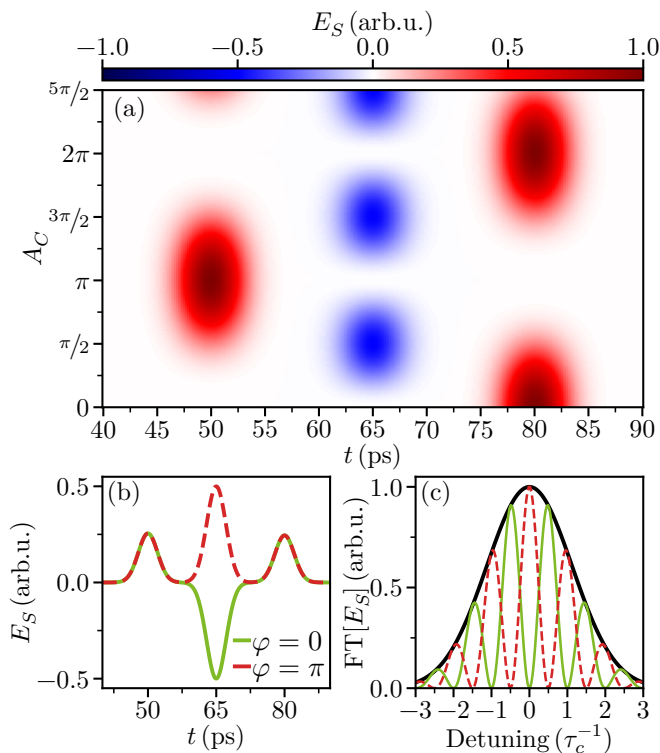 E_S (arb.u.)
−1.0 −0.5 0.0 0.5 1.0
(a)
A_C
5π/2
2π
3π/2
π
π/2
0
40 45 50 55 60 65 70 75 80 85 90
t (ps)
(b)
E_S (arb.u.)
0.5
0.0
−0.5
φ = 0
φ = π
50 65 80
t (ps)
(c)
FT[E_S] (arb.u.)
1.0
0.5
0.0
−3 −2 −1 0 1 2 3
Detuning (τ_c^{−1})